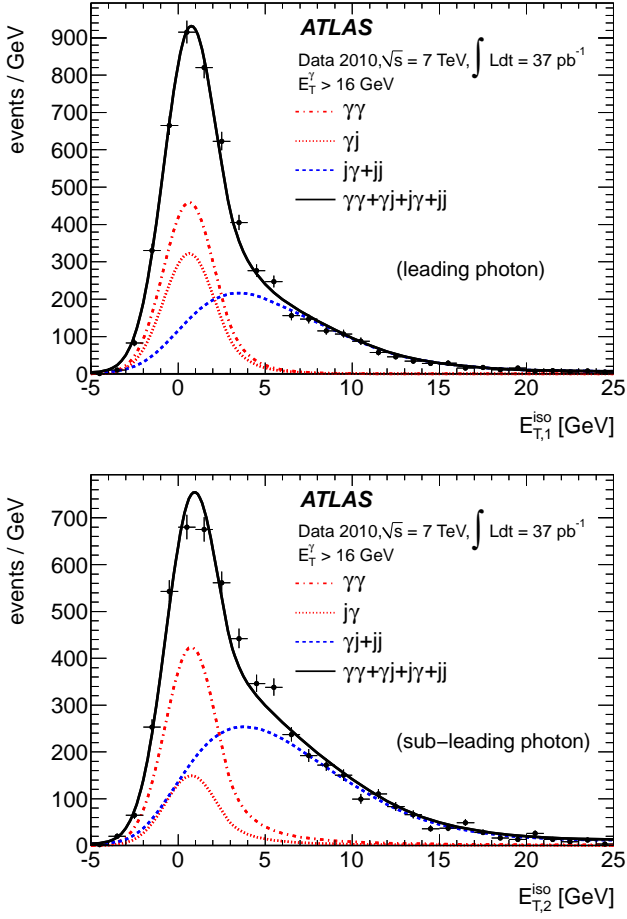 ATLAS
Data 2010,√s = 7 TeV, ∫ Ldt = 37 pb⁻¹
E_T^γ > 16 GeV
γγ
γj
jγ+jj
γγ+γj+jγ+jj
(leading photon)
events / GeV
900
800
700
600
500
400
300
200
100
0
-5 0 5 10 15 20 25
E_{T,1}^{iso} [GeV]
ATLAS
Data 2010,√s = 7 TeV, ∫ Ldt = 37 pb⁻¹
E_T^γ > 16 GeV
γγ
jγ
γj+jj
γγ+γj+jγ+jj
(sub−leading photon)
events / GeV
700
600
500
400
300
200
100
0
-5 0 5 10 15 20 25
E_{T,2}^{iso} [GeV]